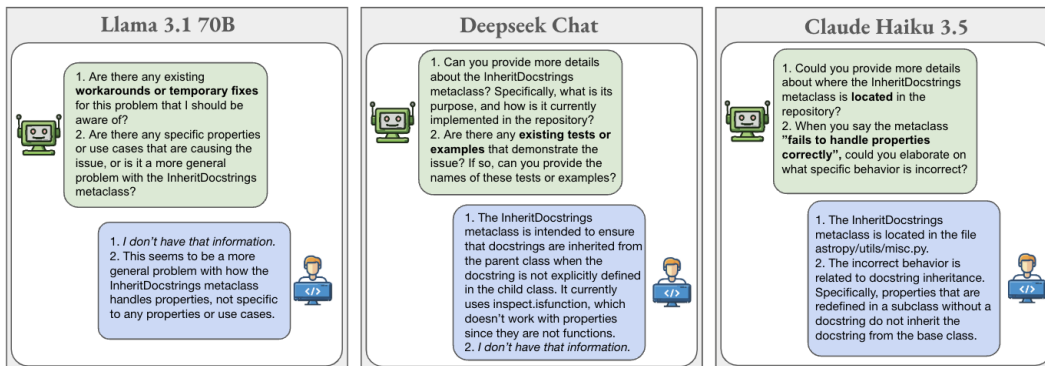 Llama 3.1 70B
1. Are there any existing
workarounds or temporary fixes
for this problem that I should be
aware of?
2. Are there any specific properties
or use cases that are causing the
issue, or is it a more general
problem with the InheritDocstrings
metaclass?
1. I don't have that information.
2. This seems to be a more
general problem with how the
InheritDocstrings metaclass
handles properties, not specific
to any properties or use cases.
</>
Deepseek Chat
1. Can you provide more details
about the InheritDocstrings
metaclass? Specifically, what is its
purpose, and how is it currently
implemented in the repository?
2. Are there any existing tests or
examples that demonstrate the
issue? If so, can you provide the
names of these tests or examples?
1. The InheritDocstrings
metaclass is intended to ensure
that docstrings are inherited from
the parent class when the
docstring is not explicitly defined
in the child class. It currently
uses inspect.isfunction, which
doesn't work with properties
since they are not functions.
2. I don't have that information.
</>
Claude Haiku 3.5
1. Could you provide more details
about where the InheritDocstrings
metaclass is located in the
repository?
2. When you say the metaclass
"fails to handle properties
correctly", could you elaborate on
what specific behavior is incorrect?
1. The InheritDocstrings
metaclass is located in the file
astropy/utils/misc.py.
2. The incorrect behavior is
related to docstring inheritance.
Specifically, properties that are
redefined in a subclass without a
docstring do not inherit the
docstring from the base class.
</>